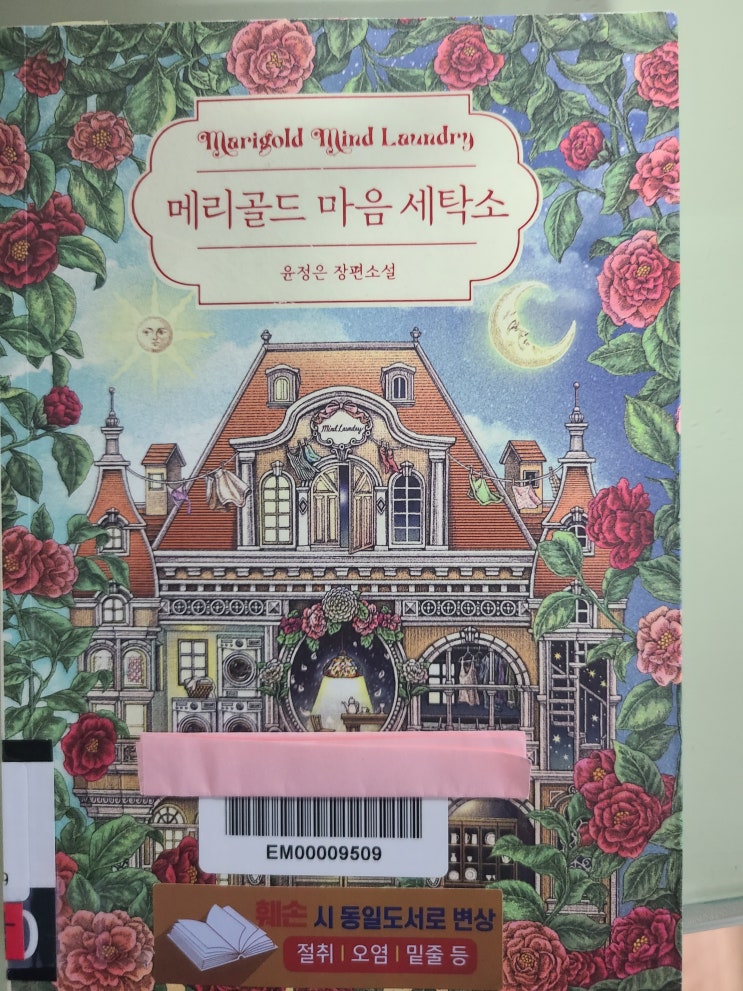 Marigold Mind Laundry
메리골드 마음 세탁소
윤정은 장편소설
Mind Laundry
EM00009509
훼손 시 동일도서로 변상
절취 | 오염 | 밑줄 등